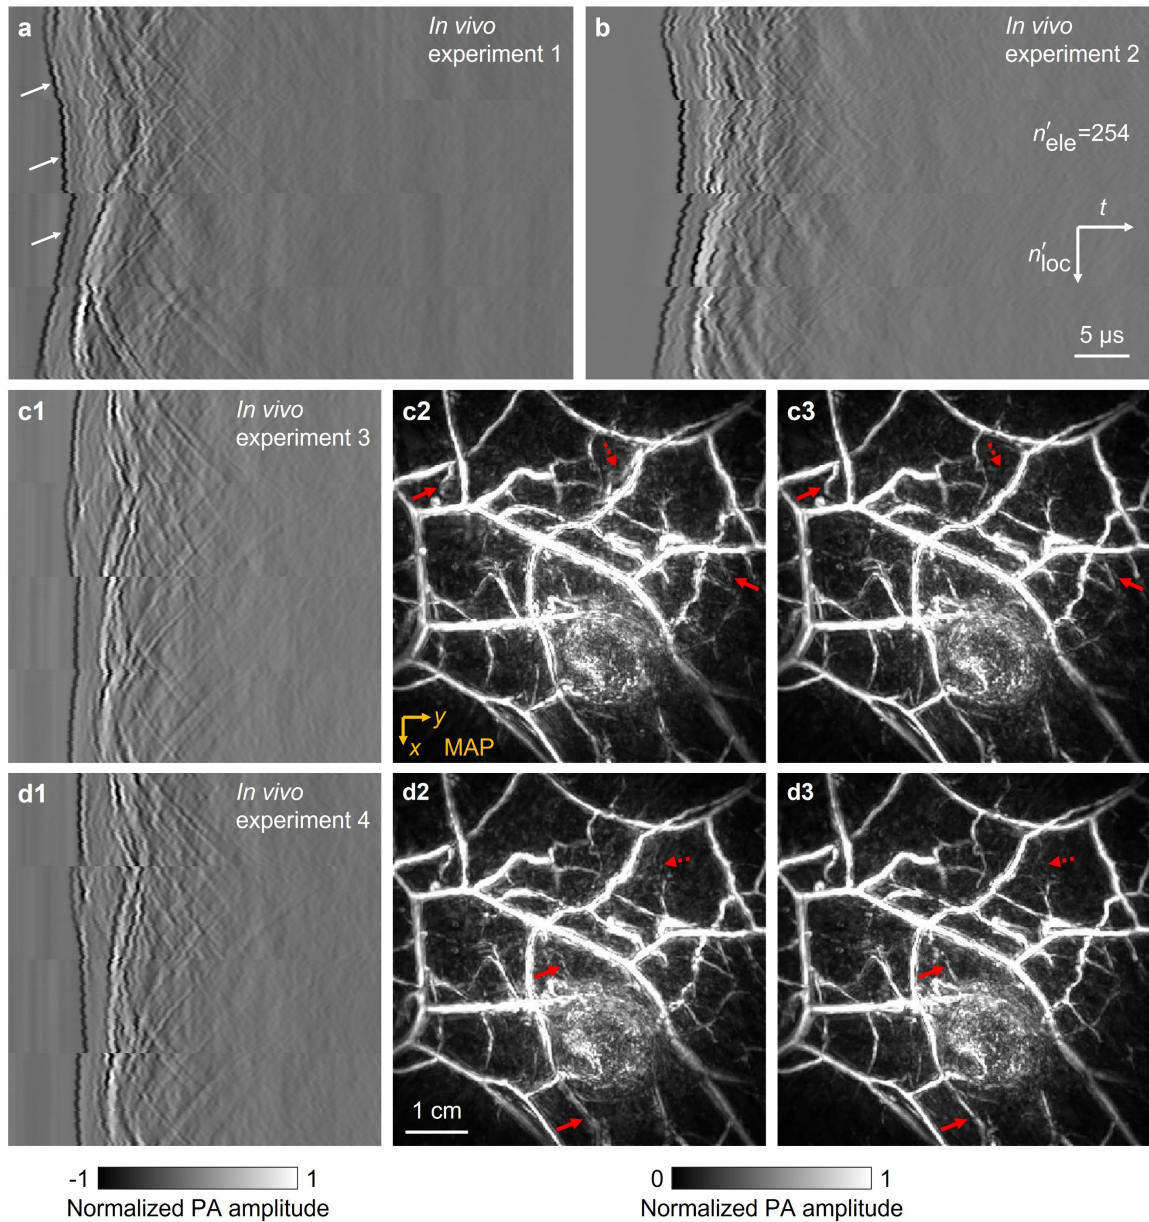 a
In vivo
experiment 1
b
In vivo
experiment 2
n′ele=254
t
n′loc
5 µs
c1
In vivo
experiment 3
c2
y
x
MAP
c3
d1
In vivo
experiment 4
d2
1 cm
d3
-1
1
Normalized PA amplitude
0
1
Normalized PA amplitude